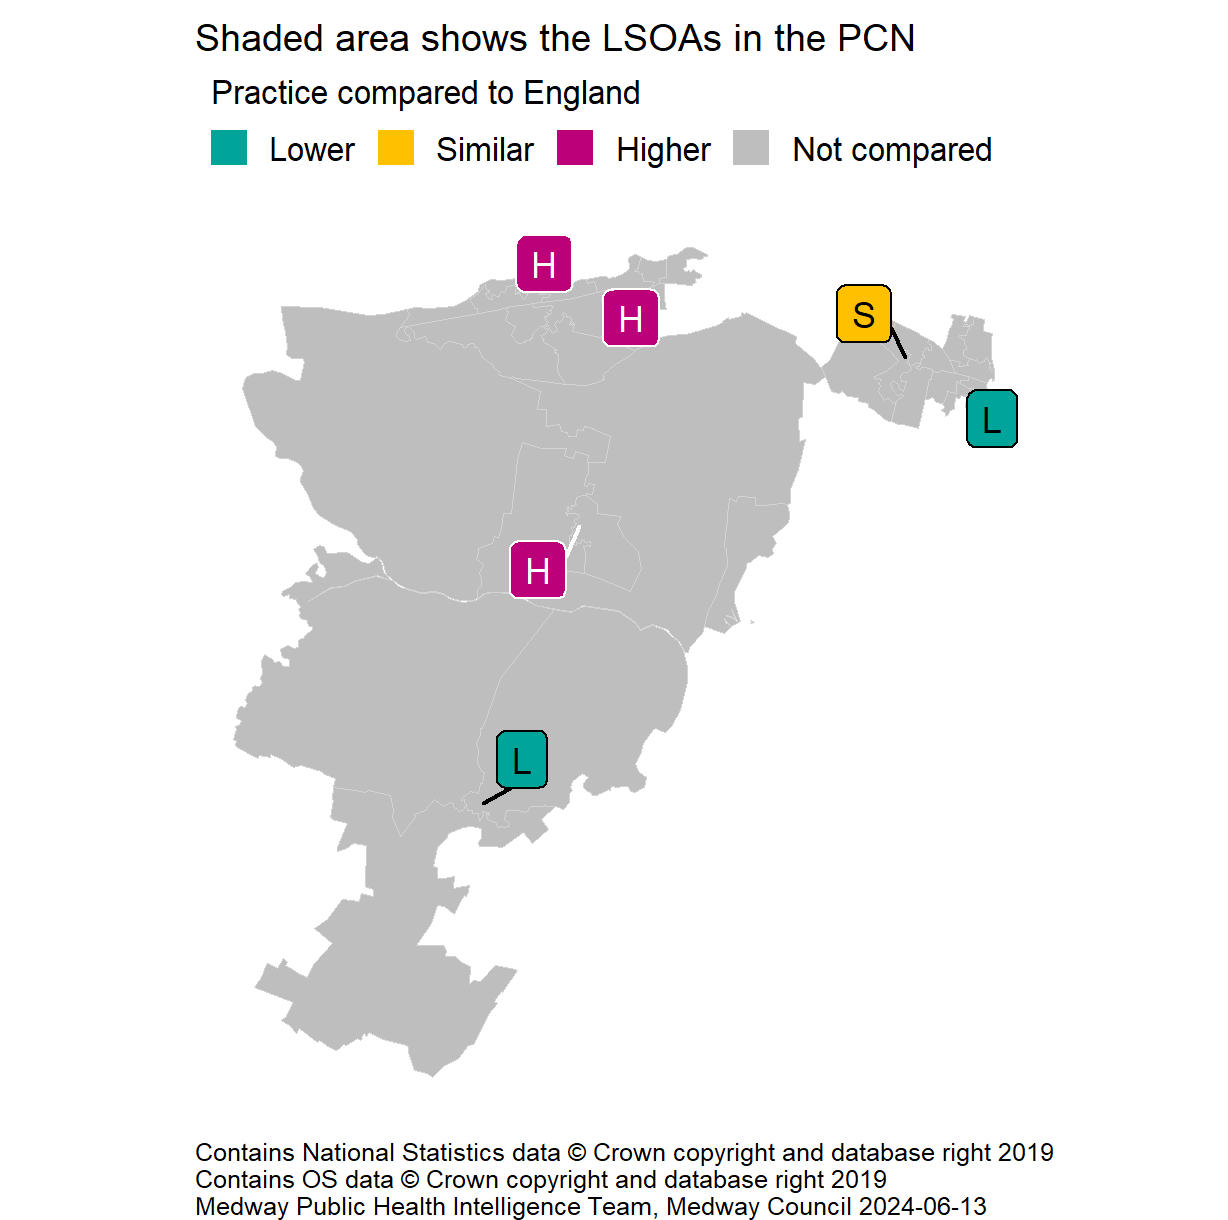 Shaded area shows the LSOAs in the PCN
Practice compared to England
Lower Similar Higher Not compared
H
H
S
L
H
L
Contains National Statistics data © Crown copyright and database right 2019
Contains OS data © Crown copyright and database right 2019
Medway Public Health Intelligence Team, Medway Council 2024-06-13